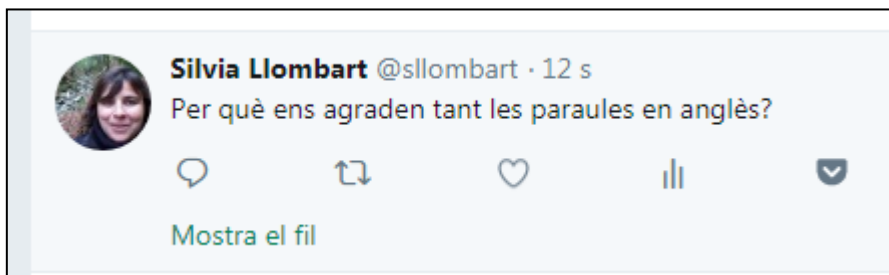 Silvia Llombart @sllombart · 12 s
Per què ens agraden tant les paraules en anglès?
Mostra el fil